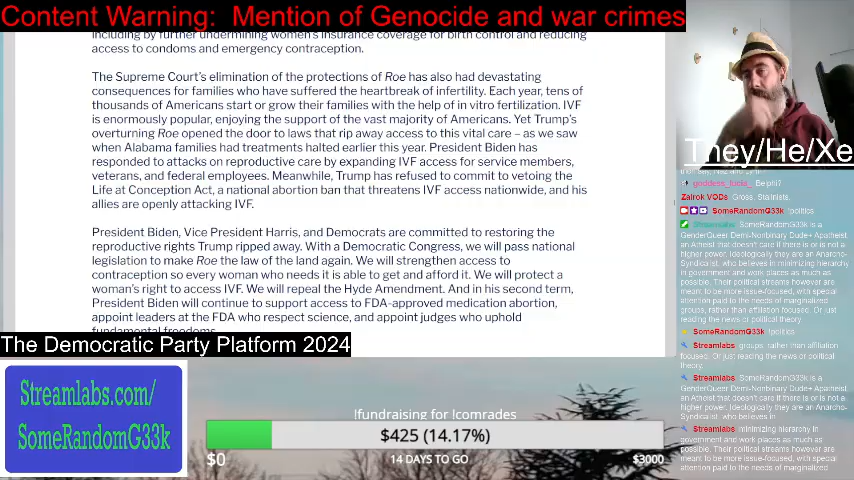 Content Warning: Mention of Genocide and war crimes
including by further undermining women's insurance coverage for birth control and reducing
access to condoms and emergency contraception.
The Supreme Court's elimination of the protections of Roe has also had devastating
consequences for families who have suffered the heartbreak of infertility. Each year, tens of
thousands of Americans start or grow their families with the help of in vitro fertilization. IVF
is enormously popular, enjoying the support of the vast majority of Americans. Yet Trump's
overturning Roe opened the door to laws that rip away access to this vital care – as we saw
when Alabama families had treatments halted earlier this year. President Biden has
responded to attacks on reproductive care by expanding IVF access for service members,
veterans, and federal employees. Meanwhile, Trump has refused to commit to vetoing the
Life at Conception Act, a national abortion ban that threatens IVF access nationwide, and his
allies are openly attacking IVF.
President Biden, Vice President Harris, and Democrats are committed to restoring the
reproductive rights Trump ripped away. With a Democratic Congress, we will pass national
legislation to make Roe the law of the land again. We will strengthen access to
contraception so every woman who needs it is able to get and afford it. We will protect a
woman's right to access IVF. We will repeal the Hyde Amendment. And in his second term,
President Biden will continue to support access to FDA-approved medication abortion,
appoint leaders at the FDA who respect science, and appoint judges who uphold
fundamental freedoms.
The Democratic Party Platform 2024
Streamlabs.com/
SomeRandomG33k
!fundraising for !comrades
$425 (14.17%)
$0
14 DAYS TO GO
$3000
They/He/Xe
Belphi7
Zairok VODs: Gross. Stalinists.
SomeRandomG33k: !politics
Streamlabs: SomeRandomG33k is a
GenderQueer Demi-Nonbinary Dude+ Apatheist
an Atheist that doesn't care if there is or is not a
higher power. Ideologically they are an Anarcho-
Syndicalist, who believes in minimizing hierarchy
in government and work places as much as
possible. Their political streams however are
meant to be more issue-focused, with special
attention paid to the needs of marginalized
groups, rather than affiliation focused. Or just
reading the news or political theory
SomeRandomG33k: !politics
Streamlabs: groups, rather than affiliation
focused. Or just reading the news or political
theory.
Streamlabs: SomeRandomG33k is a
GenderQueer Demi-Nonbinary Dude+ Apatheist
an Atheist that doesn't care if there is or is not a
higher power. Ideologically they are an Anarcho-
Syndicalist, who believes in
Streamlabs: minimizing hierarchy in
government and work places as much as
possible. Their political streams however are
meant to be more issue-focused, with special
attention paid to the needs of marginalized